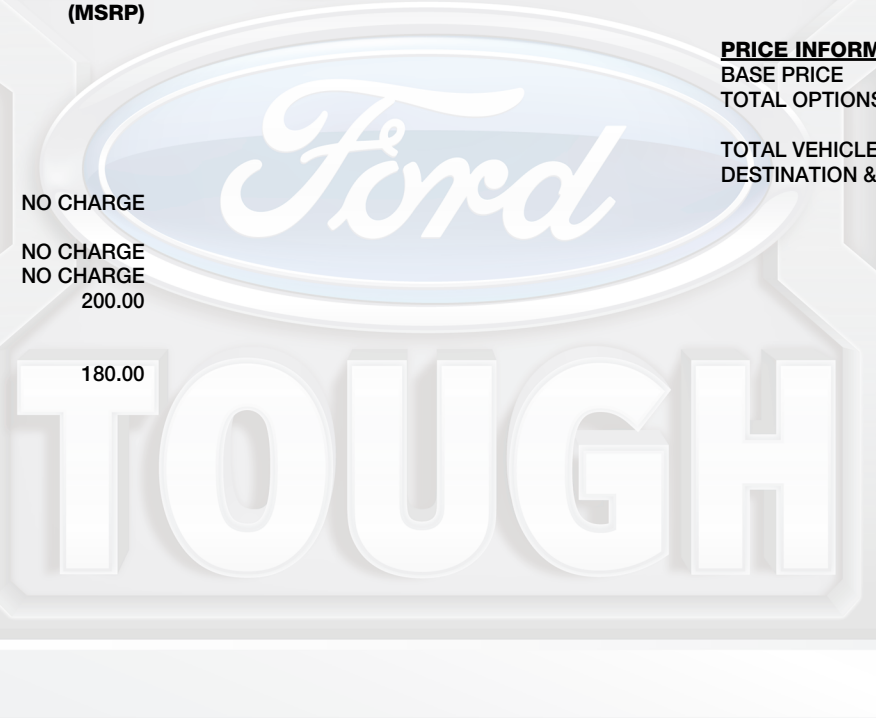 (MSRP)
NO CHARGE
NO CHARGE
NO CHARGE
200.00
180.00
PRICE INFORM
BASE PRICE
TOTAL OPTIONS
TOTAL VEHICLE
DESTINATION &
Ford
TOUGH